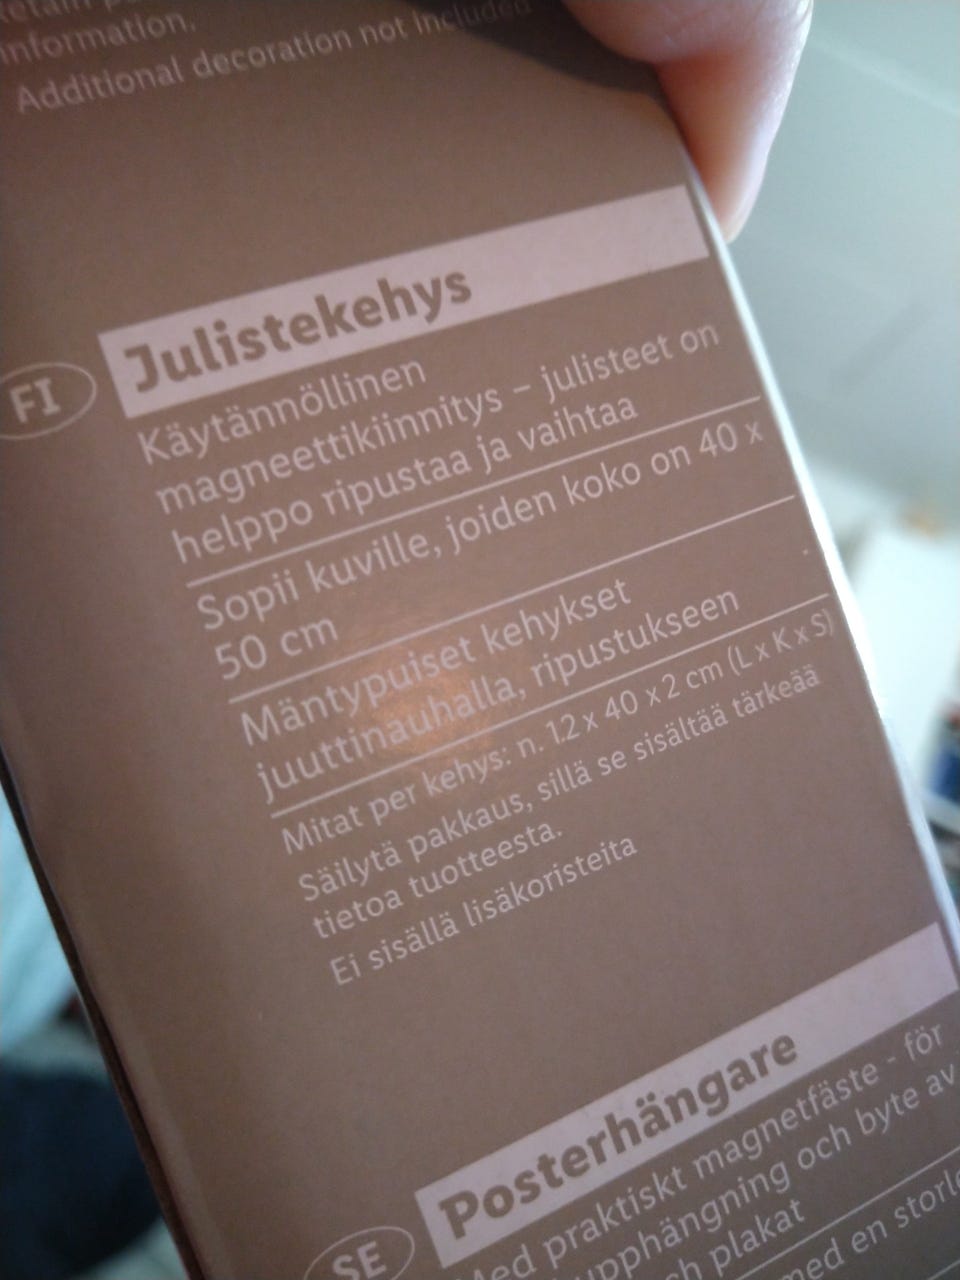 information.
Additional decoration not included
FI
Julistekehys
Käytännöllinen
magneettikiinnitys – julisteet on
helppo ripustaa ja vaihtaa
Sopii kuville, joiden koko on 40 x
50 cm
Mäntypuiset kehykset
juuttinauhalla, ripustukseen
Mitat per kehys: n. 1.2 x 40 x 2 cm (L x K x S)
Säilytä pakkaus, sillä se sisältää tärkeää
tietoa tuotteesta.
Ei sisällä lisäkoristeita
SE
Posterhängare
Med praktiskt magnetfäste - för
upphängning och byte av
plakat
med en